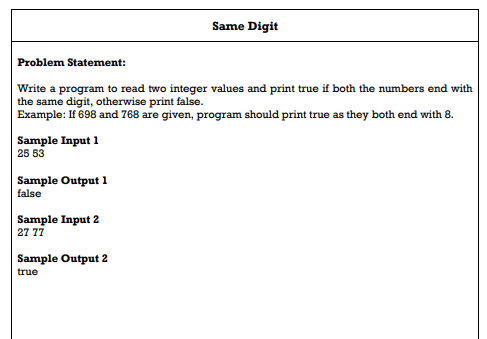 Same Digit
Problem Statement:
Write a program to read two integer values and print true if both the numbers end with
the same digit, otherwise print false.
Example: If 698 and 768 are given, program should print true as they both end with 8.
Sample Input 1
25 53
Sample Output 1
false
Sample Input 2
27 77
Sample Output 2
true